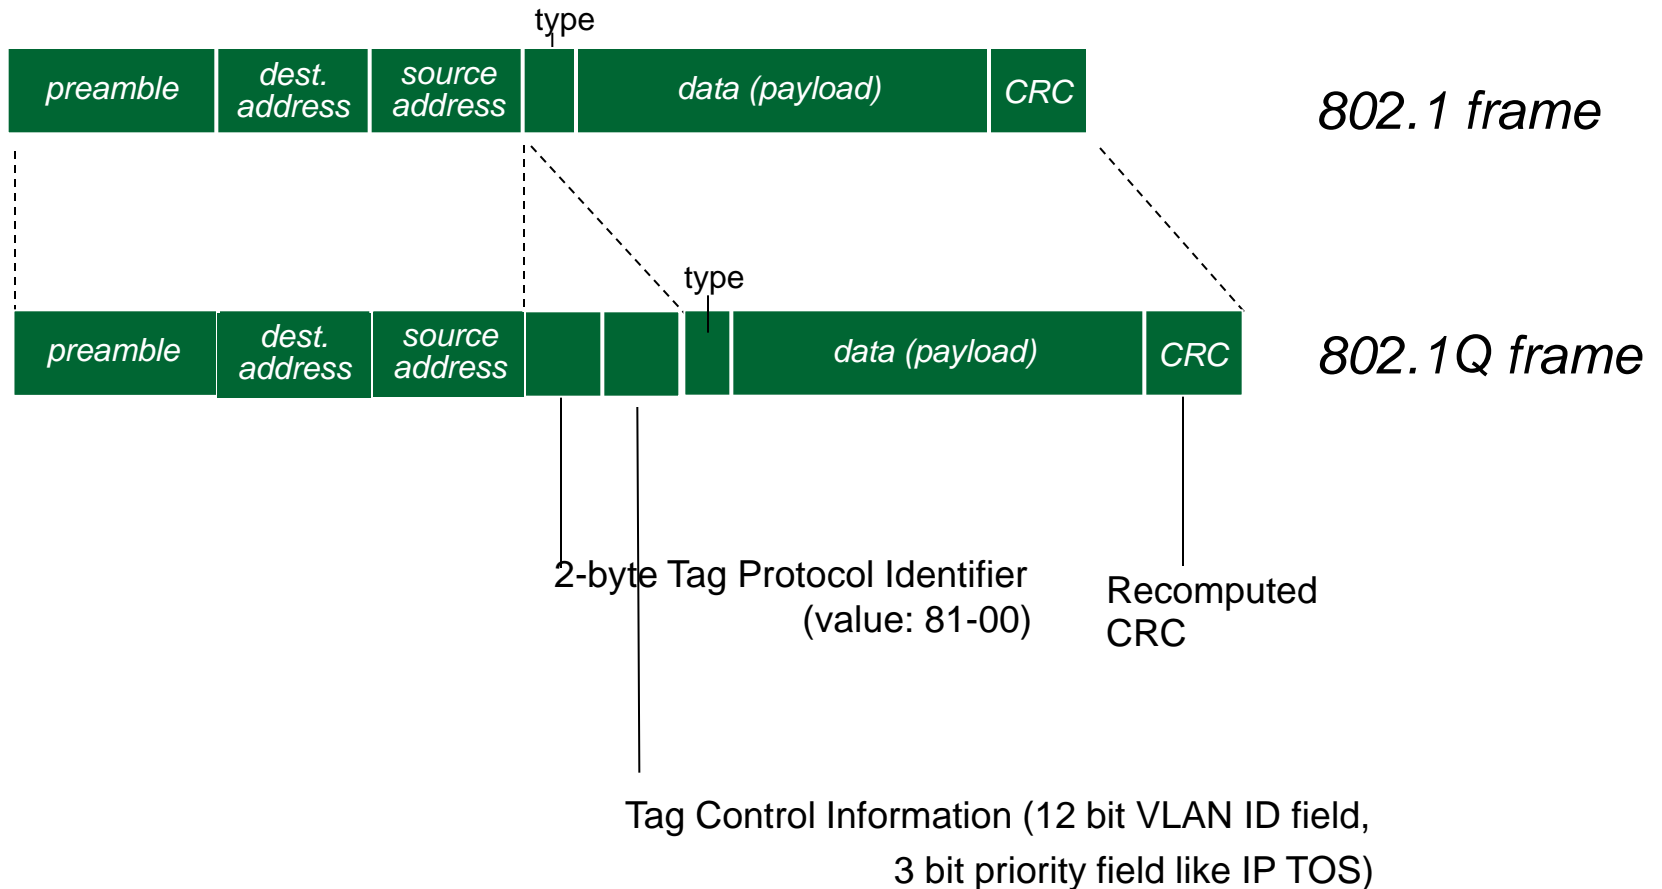 type
preamble
dest.
address
source
address
data (payload)
CRC
802.1 frame
type
preamble
dest.
address
source
address
data (payload)
CRC
802.1Q frame
2-byte Tag Protocol Identifier
(value: 81-00)
Recomputed
CRC
Tag Control Information (12 bit VLAN ID field,
3 bit priority field like IP TOS)